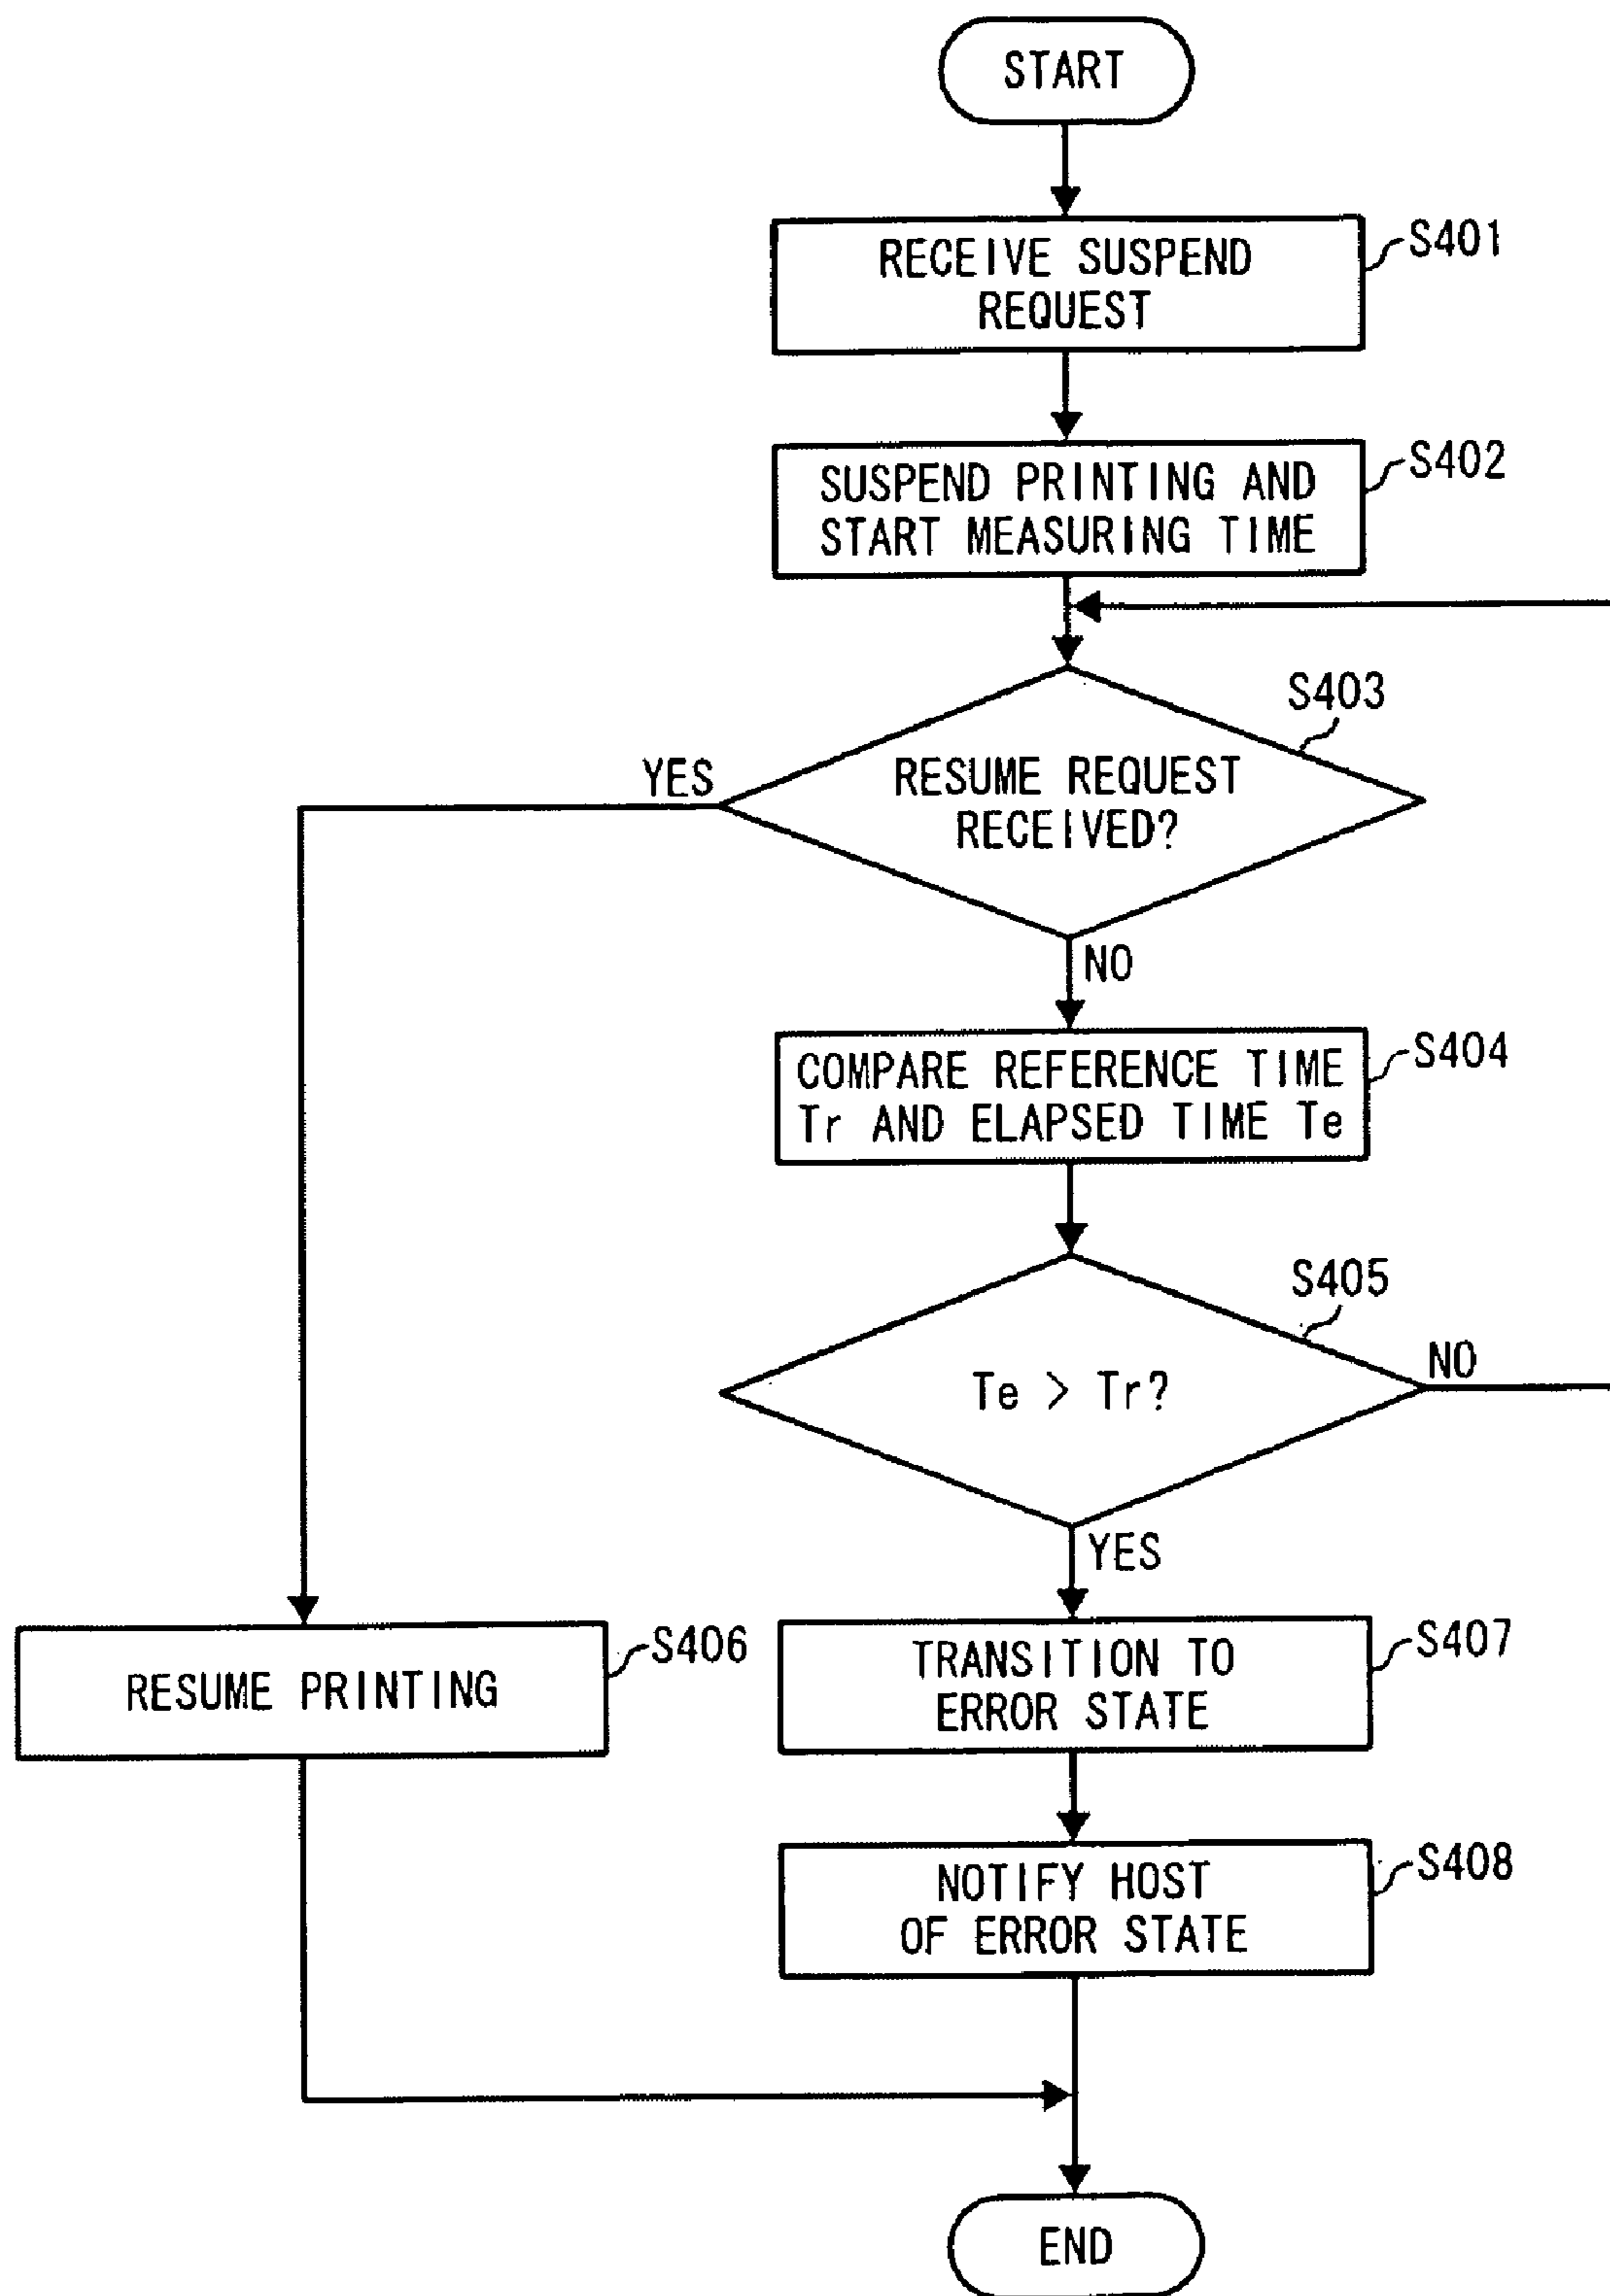 START
RECEIVE SUSPEND
REQUEST
S401
SUSPEND PRINTING AND
START MEASURING TIME
S402
S403
RESUME REQUEST
RECEIVED?
YES
NO
COMPARE REFERENCE TIME
Tr AND ELAPSED TIME Te
S404
S405
Te > Tr?
NO
YES
RESUME PRINTING
S406
TRANSITION TO
ERROR STATE
S407
NOTIFY HOST
OF ERROR STATE
S408
END